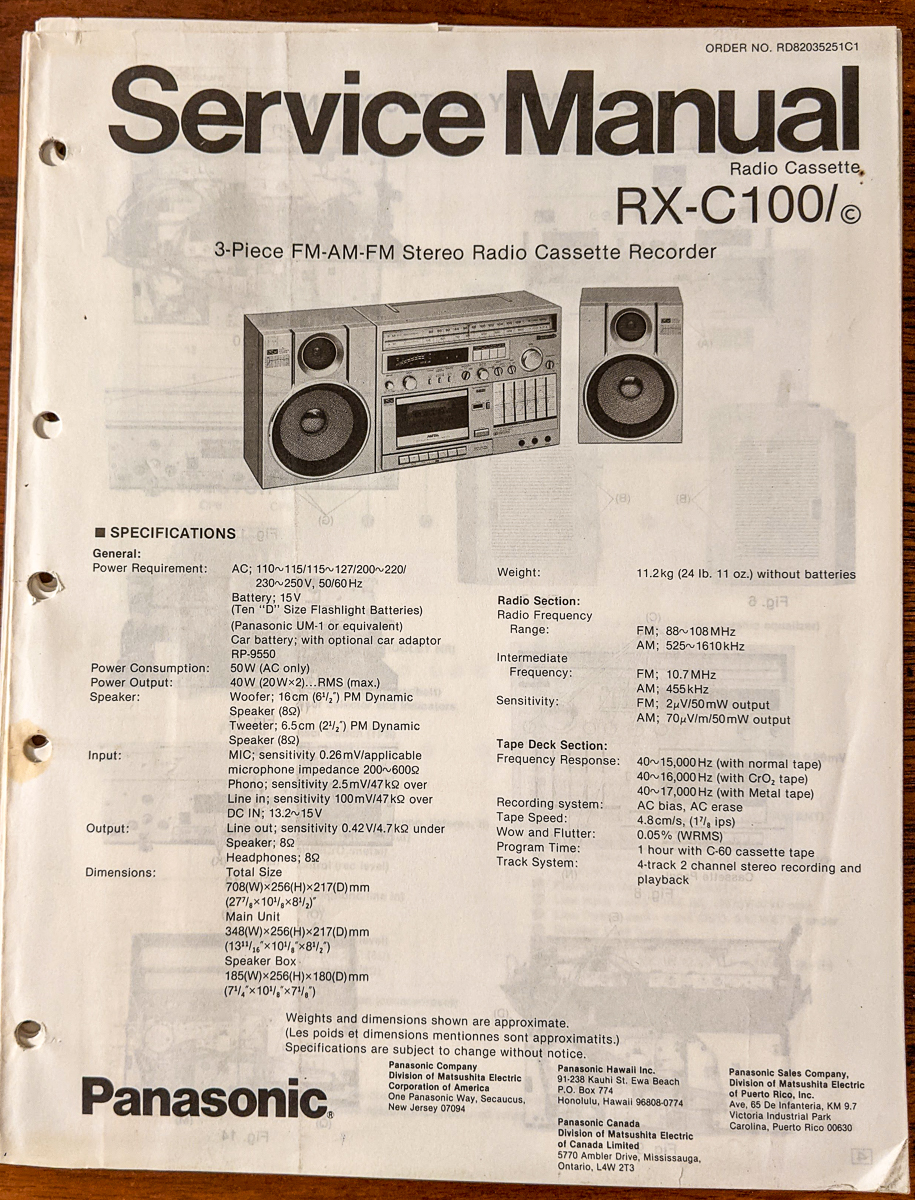 ORDER NO. RD82035251C1
Service Manual
Radio Cassette
RX-C100/©
3-Piece FM-AM-FM Stereo Radio Cassette Recorder
■ SPECIFICATIONS
General:
Power Requirement: AC; 110~115/115~127/200~220/
230~250V, 50/60Hz
Battery; 15V
(Ten "D" Size Flashlight Batteries)
(Panasonic UM-1 or equivalent)
Car battery; with optional car adaptor
RP-9550
Power Consumption: 50W (AC only)
Power Output: 40W (20W×2)...RMS (max.)
Speaker: Woofer; 16cm (6¹/₂″) PM Dynamic
Speaker (8Ω)
Tweeter; 6.5cm (2¹/₂″) PM Dynamic
Speaker (8Ω)
Input: MIC; sensitivity 0.26mV/applicable
microphone impedance 200~600Ω
Phono; sensitivity 2.5mV/47kΩ over
Line in; sensitivity 100mV/47kΩ over
DC IN; 13.2~15V
Output: Line out; sensitivity 0.42V/4.7kΩ under
Speaker; 8Ω
Headphones; 8Ω
Dimensions: Total Size
708(W)×256(H)×217(D)mm
(27⁷/₈×10¹/₈×8¹/₂)″
Main Unit
348(W)×256(H)×217(D)mm
(13¹¹/₁₆″×10¹/₈″×8¹/₂″)
Speaker Box
185(W)×256(H)×180(D)mm
(7¹/₄″×10¹/₈″×7¹/₈″)
Weight: 11.2kg (24 lb. 11 oz.) without batteries
Radio Section:
Radio Frequency
Range: FM; 88~108MHz
AM; 525~1610kHz
Intermediate
Frequency: FM; 10.7MHz
AM; 455kHz
Sensitivity: FM; 2μV/50mW output
AM; 70μV/m/50mW output
Tape Deck Section:
Frequency Response: 40~15,000Hz (with normal tape)
40~16,000Hz (with CrO₂ tape)
40~17,000Hz (with Metal tape)
Recording system: AC bias, AC erase
Tape Speed: 4.8cm/s, (1⁷/₈ ips)
Wow and Flutter: 0.05% (WRMS)
Program Time: 1 hour with C-60 cassette tape
Track System: 4-track 2 channel stereo recording and
playback
Weights and dimensions shown are approximate.
(Les poids et dimensions mentionnes sont approximatits.)
Specifications are subject to change without notice.
Panasonic®
Panasonic Company
Division of Matsushita Electric
Corporation of America
One Panasonic Way, Secaucus,
New Jersey 07094
Panasonic Hawaii Inc.
91-238 Kauhi St. Ewa Beach
P.O. Box 774
Honolulu, Hawaii 96808-0774
Panasonic Canada
Division of Matsushita Electric
of Canada Limited
5770 Ambler Drive, Mississauga,
Ontario, L4W 2T3
Panasonic Sales Company,
Division of Matsushita Electric
of Puerto Rico, Inc.
Ave, 65 De Infanteria, KM 9.7
Victoria Industrial Park
Carolina, Puerto Rico 00630